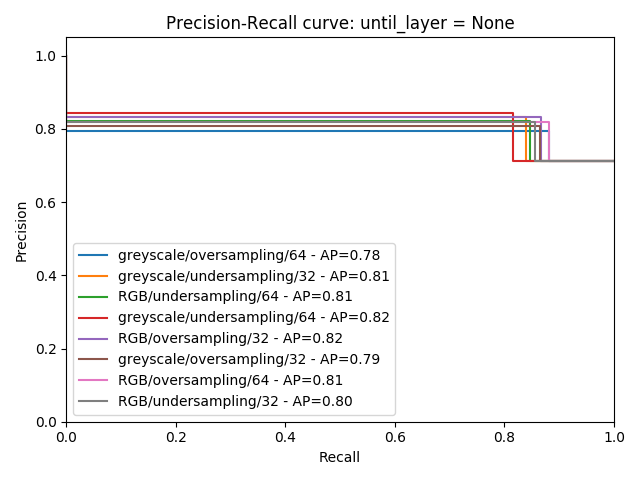 Precision-Recall curve: until_layer = None
Precision
1.0
0.8
0.6
0.4
0.2
0.0
greyscale/oversampling/64 - AP=0.78
greyscale/undersampling/32 - AP=0.81
RGB/undersampling/64 - AP=0.81
greyscale/undersampling/64 - AP=0.82
RGB/oversampling/32 - AP=0.82
greyscale/oversampling/32 - AP=0.79
RGB/oversampling/64 - AP=0.81
RGB/undersampling/32 - AP=0.80
0.0 0.2 0.4 0.6 0.8 1.0
Recall